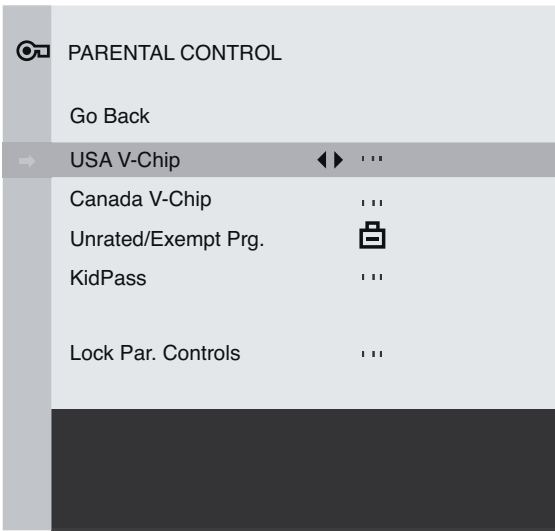 PARENTAL CONTROL
Go Back
USA V-Chip
Canada V-Chip
Unrated/Exempt Prg.
KidPass
Lock Par. Controls